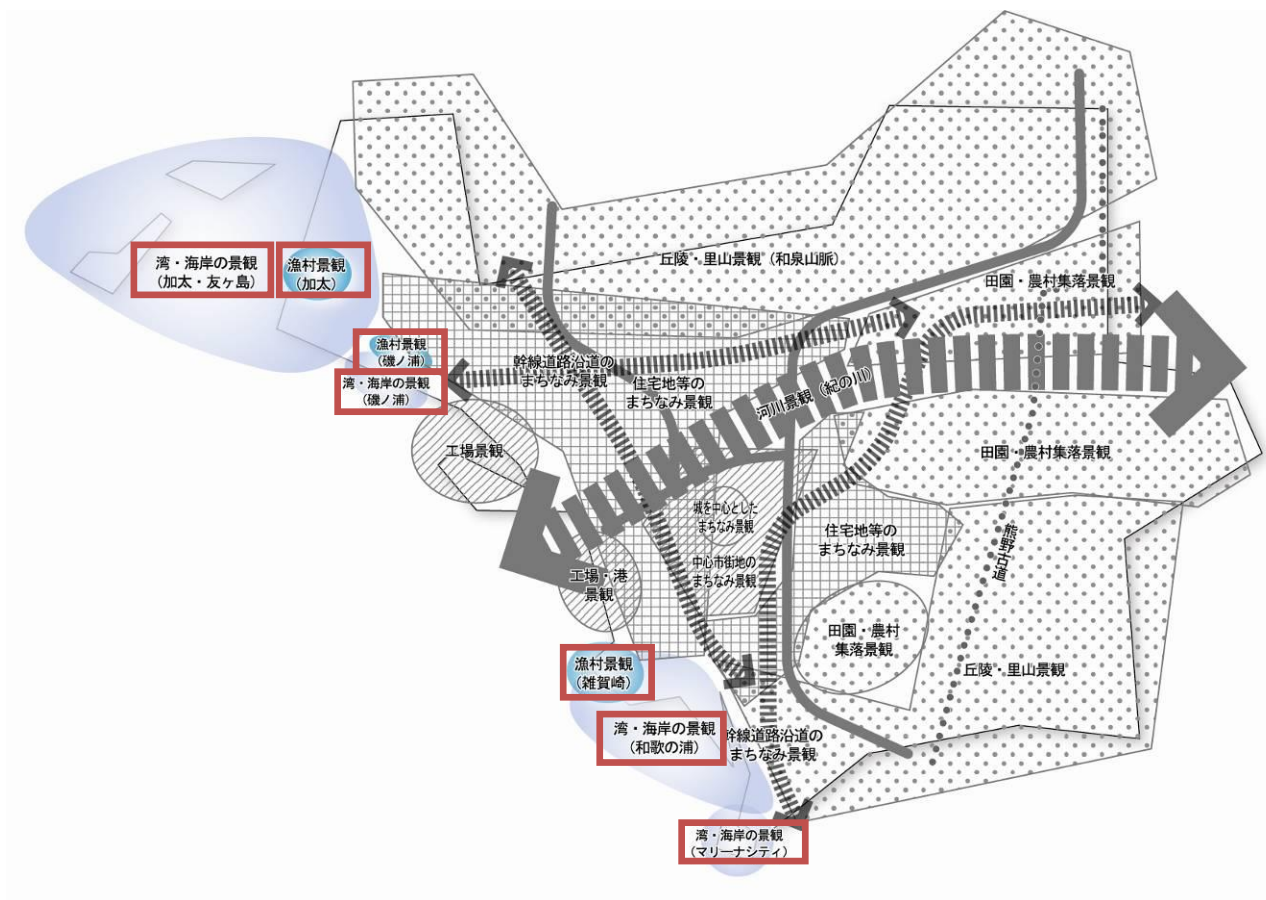 丘陵・里山景観（和泉山脈）
湾・海岸の景観
（加太・友ヶ島）
漁村景観
（加太）
田園・農村集落景観
漁村景観
（磯ノ浦）
湾・海岸の景観
（磯ノ浦）
幹線道路沿道の
まちなみ景観
住宅地等の
まちなみ景観
河川景観（紀の川）
工場景観
田園・農村集落景観
城を中心とした
まちなみ景観
住宅地等の
まちなみ景観
熊野古道
中心市街地の
まちなみ景観
工場・港
景観
田園・農村
集落景観
漁村景観
（雑賀崎）
丘陵・里山景観
湾・海岸の景観
（和歌の浦）
幹線道路沿道の
まちなみ景観
湾・海岸の景観
（マリーナシティ）